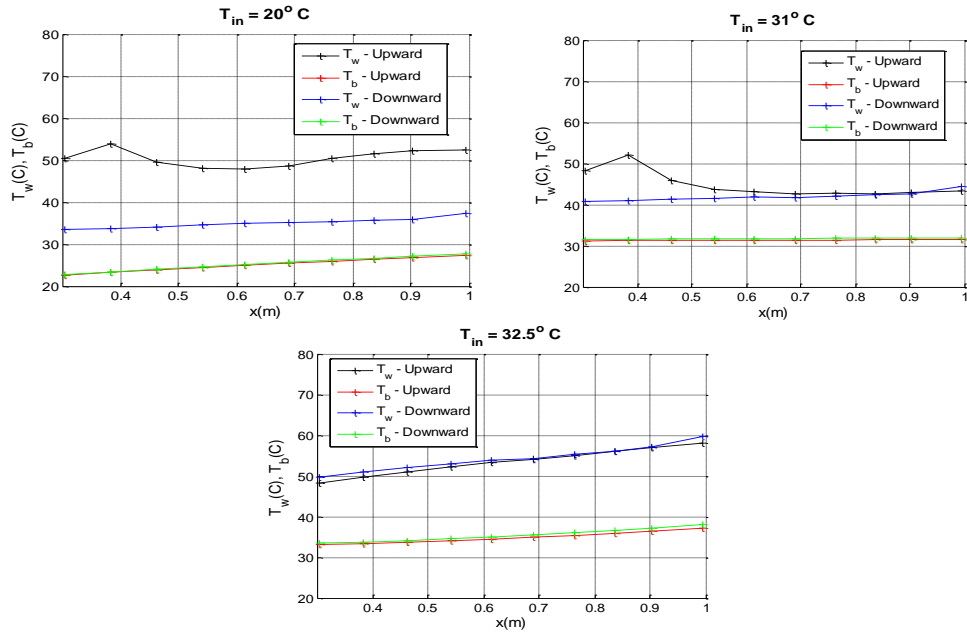 T_in = 20° C
80
70
60
50
40
30
20
T_w(C), T_b(C)
T_w - Upward
T_b - Upward
T_w - Downward
T_b - Downward
0.4
0.5
0.6
0.7
0.8
0.9
1
x(m)
T_in = 31° C
80
70
60
50
40
30
20
T_w(C), T_b(C)
T_w - Upward
T_b - Upward
T_w - Downward
T_b - Downward
0.4
0.5
0.6
0.7
0.8
0.9
1
x(m)
T_in = 32.5° C
80
70
60
50
40
30
20
T_w(C), T_b(C)
T_w - Upward
T_b - Upward
T_w - Downward
T_b - Downward
0.4
0.5
0.6
0.7
0.8
0.9
1
x(m)